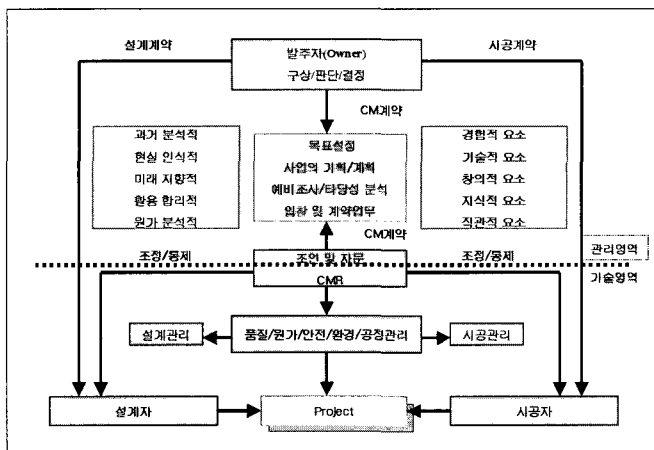 설계계약
발주자(Owner)
구상/판단/결정
시공계약
CM계약
과거 분석적
현실 인식적
미래 지향적
활용 합리적
원가 분석적
목표설정
사업의 기획/계획
예비조사/타당성 분석
입찰 및 계약업무
경험적 요소
기술적 요소
창의적 요소
지식적 요소
직관적 요소
CM계약
관리영역
조정/통제
조언 및 자문
CMR
조정/통제
기술영역
설계관리
품질/원가/안전/환경/공정관리
시공관리
설계자
Project
시공자